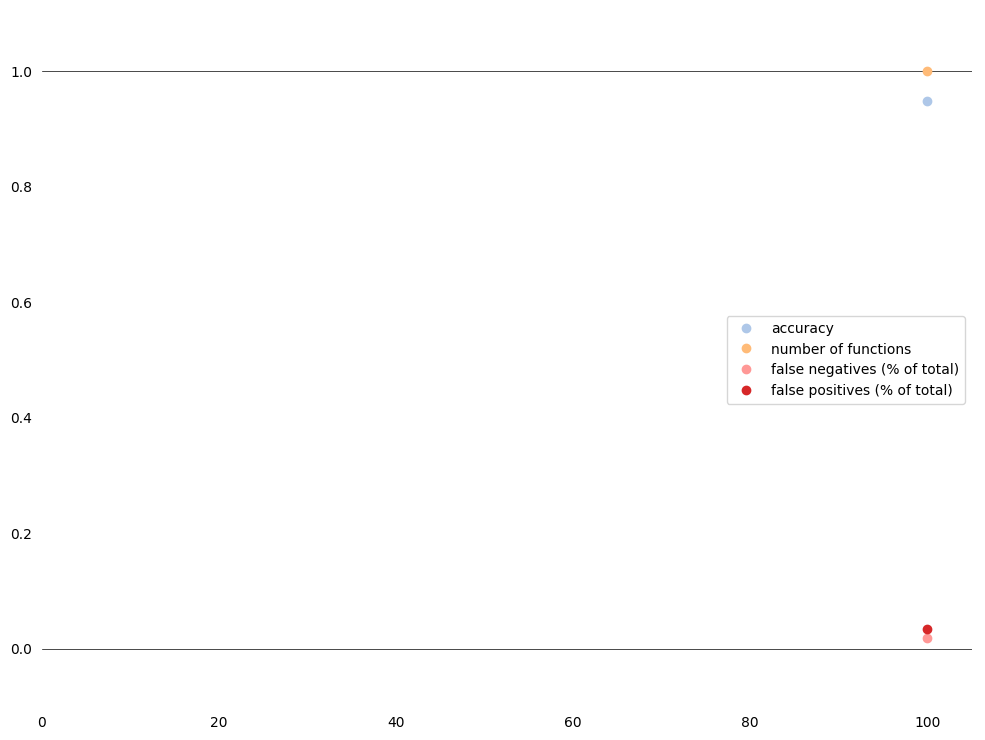 1.0
0.8
0.6
accuracy
number of functions
false negatives (% of total)
false positives (% of total)
0.4
0.2
0.0
0 20 40 60 80 100